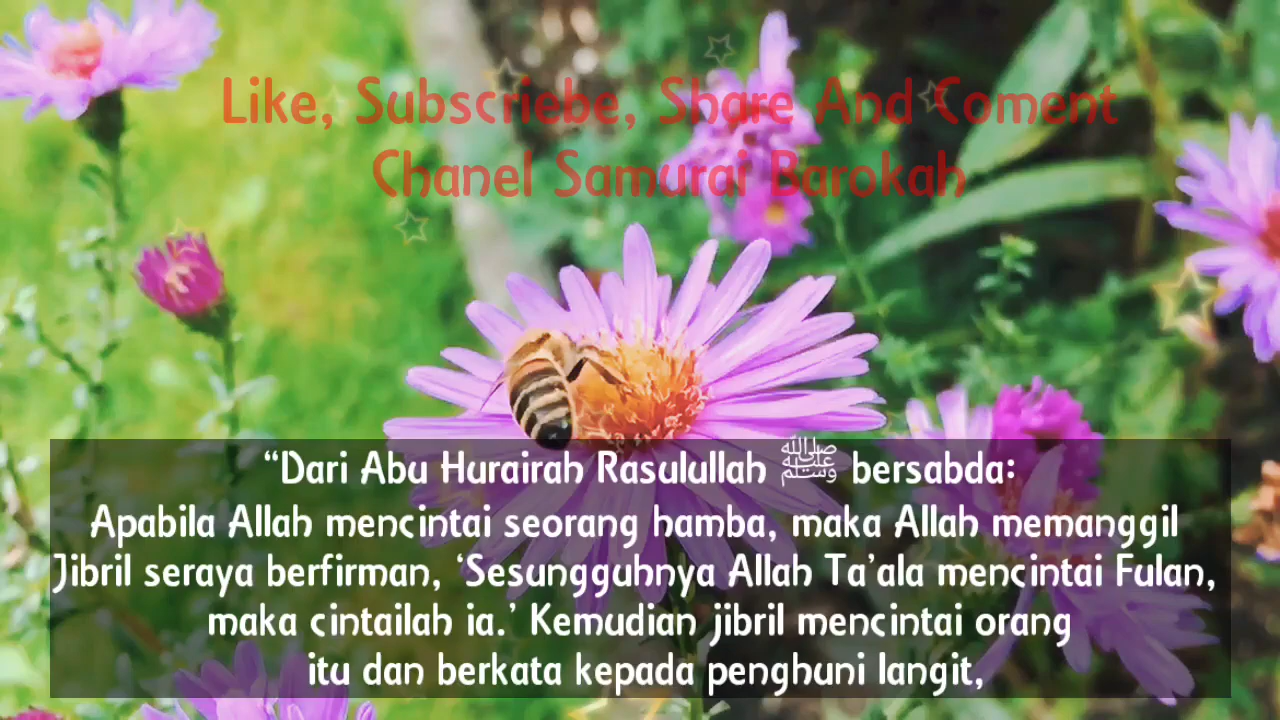 Like, Subscriebe, Share And Coment
Chanel Samurai Barokah
“Dari Abu Hurairah Rasulullah ﷺ bersabda:
Apabila Allah mencintai seorang hamba, maka Allah memanggil
Jibril seraya berfirman, ‘Sesungguhnya Allah Ta’ala mencintai Fulan,
maka cintailah ia.’ Kemudian jibril mencintai orang
itu dan berkata kepada penghuni langit,